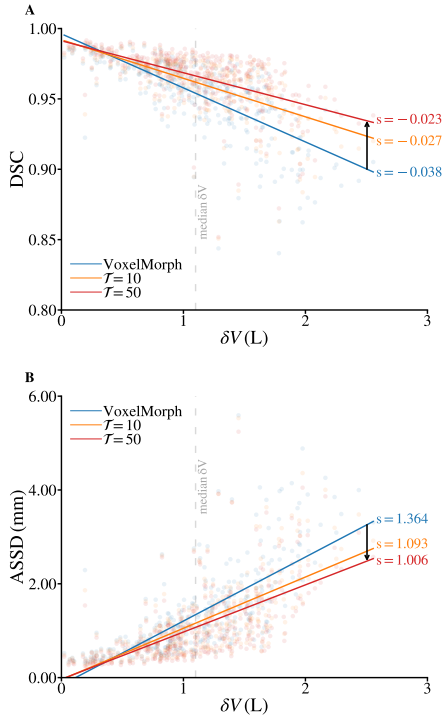 A
1.00
0.95
0.90
0.85
0.80
DSC
s = −0.023
s = −0.027
s = −0.038
median δV
VoxelMorph
𝒯 = 10
𝒯 = 50
0
1
2
3
δV (L)
B
6.00
4.00
2.00
0.00
ASSD (mm)
VoxelMorph
𝒯 = 10
𝒯 = 50
median δV
s = 1.364
s = 1.093
s = 1.006
0
1
2
3
δV (L)